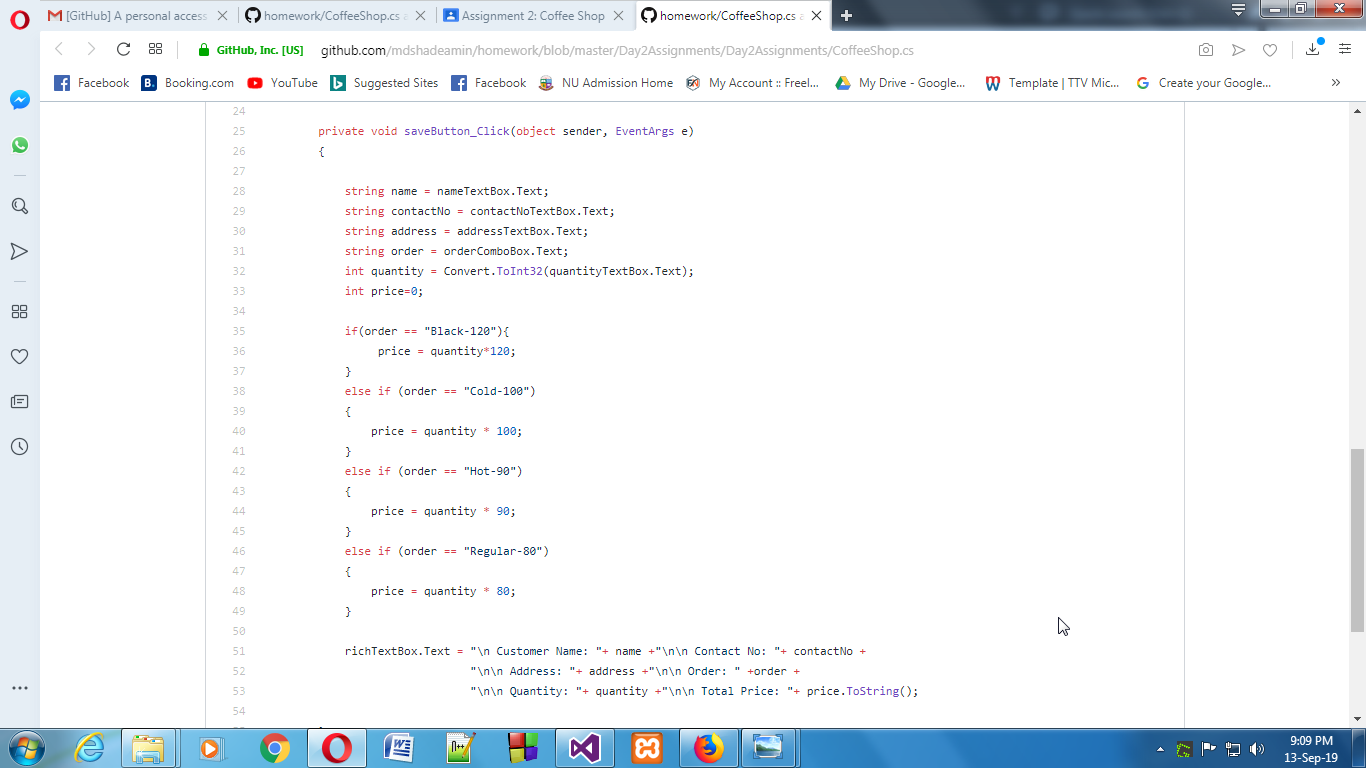 [GitHub] A personal access
homework/CoffeeShop.cs a
Assignment 2: Coffee Shop
homework/CoffeeShop.cs a
GitHub, Inc. [US]
github.com/mdshadeamin/homework/blob/master/Day2Assignments/Day2Assignments/CoffeeShop.cs
Facebook
B. Booking.com
YouTube
Suggested Sites
Facebook
NU Admission Home
My Account :: Freel...
My Drive - Google...
Template | TTV Mic...
Create your Google...
24
25 private void saveButton_Click(object sender, EventArgs e)
26 {
27
28 string name = nameTextBox.Text;
29 string contactNo = contactNoTextBox.Text;
30 string address = addressTextBox.Text;
31 string order = orderComboBox.Text;
32 int quantity = Convert.ToInt32(quantityTextBox.Text);
33 int price=0;
34
35 if(order == "Black-120"){
36 price = quantity*120;
37 }
38 else if (order == "Cold-100")
39 {
40 price = quantity * 100;
41 }
42 else if (order == "Hot-90")
43 {
44 price = quantity * 90;
45 }
46 else if (order == "Regular-80")
47 {
48 price = quantity * 80;
49 }
50
51 richTextBox.Text = "\n Customer Name: "+ name +"\n\n Contact No: "+ contactNo +
52 "\n\n Address: "+ address +"\n\n Order: " +order +
53 "\n\n Quantity: "+ quantity +"\n\n Total Price: "+ price.ToString();
54
9:09 PM
13-Sep-19